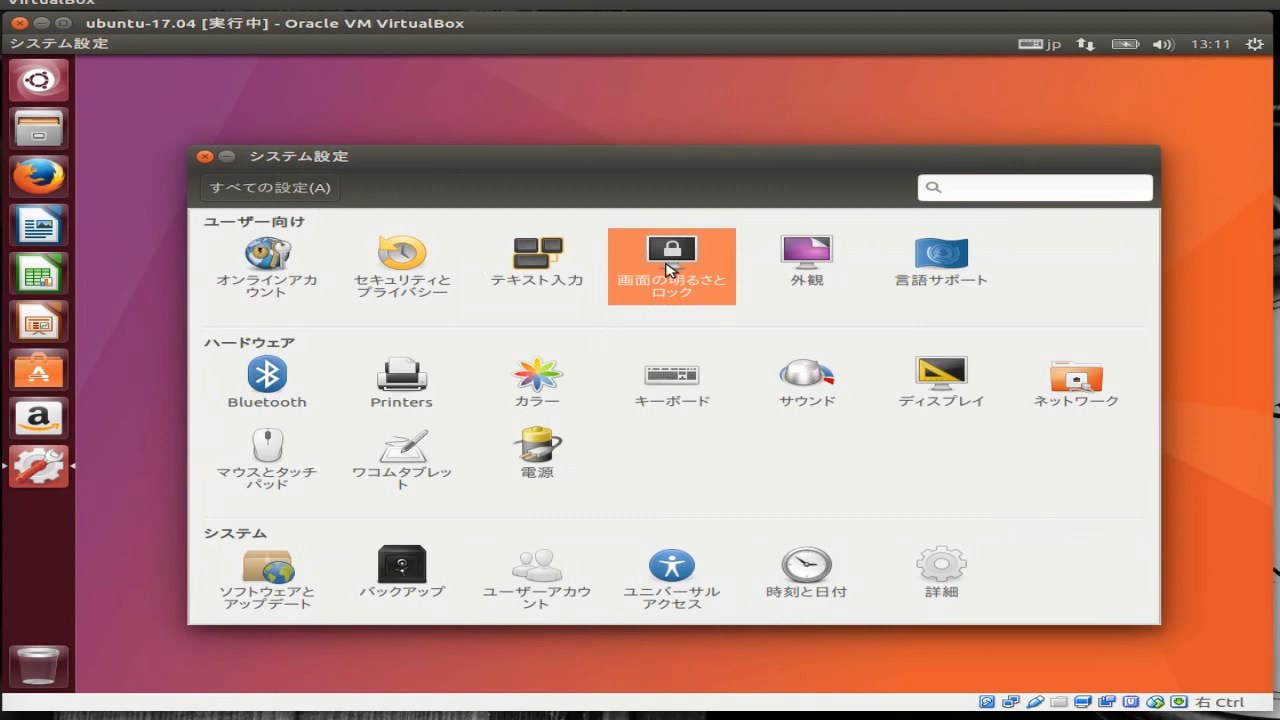 VirtualBox
ubuntu-17.04 [実行中] - Oracle VM VirtualBox
システム設定
jp
13:11
システム設定
すべての設定(A)
ユーザー向け
オンラインアカ
ウント
セキュリティと
プライバシー
テキスト入力
画面の明るさと
ロック
外観
言語サポート
ハードウェア
Bluetooth
Printers
カラー
キーボード
サウンド
ディスプレイ
ネットワーク
マウスとタッチ
パッド
ワコムタブレッ
ト
電源
システム
ソフトウェアと
アップデート
バックアップ
ユーザーアカウ
ント
ユニバーサル
アクセス
時刻と日付
詳細
右 Ctrl